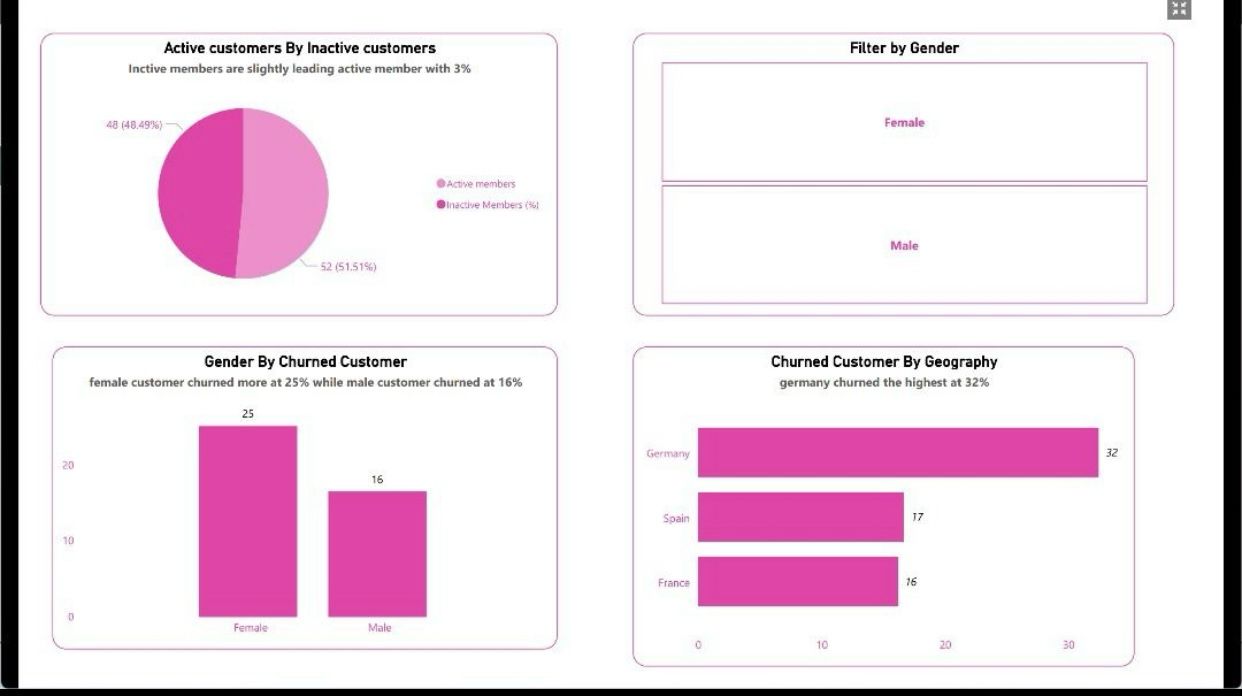 Active customers By Inactive customers
Inctive members are slightly leading active member with 3%
48 (48.49%)
Active members
Inactive Members (%)
52 (51.51%)
Filter by Gender
Female
Male
Gender By Churned Customer
female customer churned more at 25% while male customer churned at 16%
25
16
20
10
0
Female
Male
Churned Customer By Geography
germany churned the highest at 32%
Germany
32
Spain
17
France
16
0
10
20
30